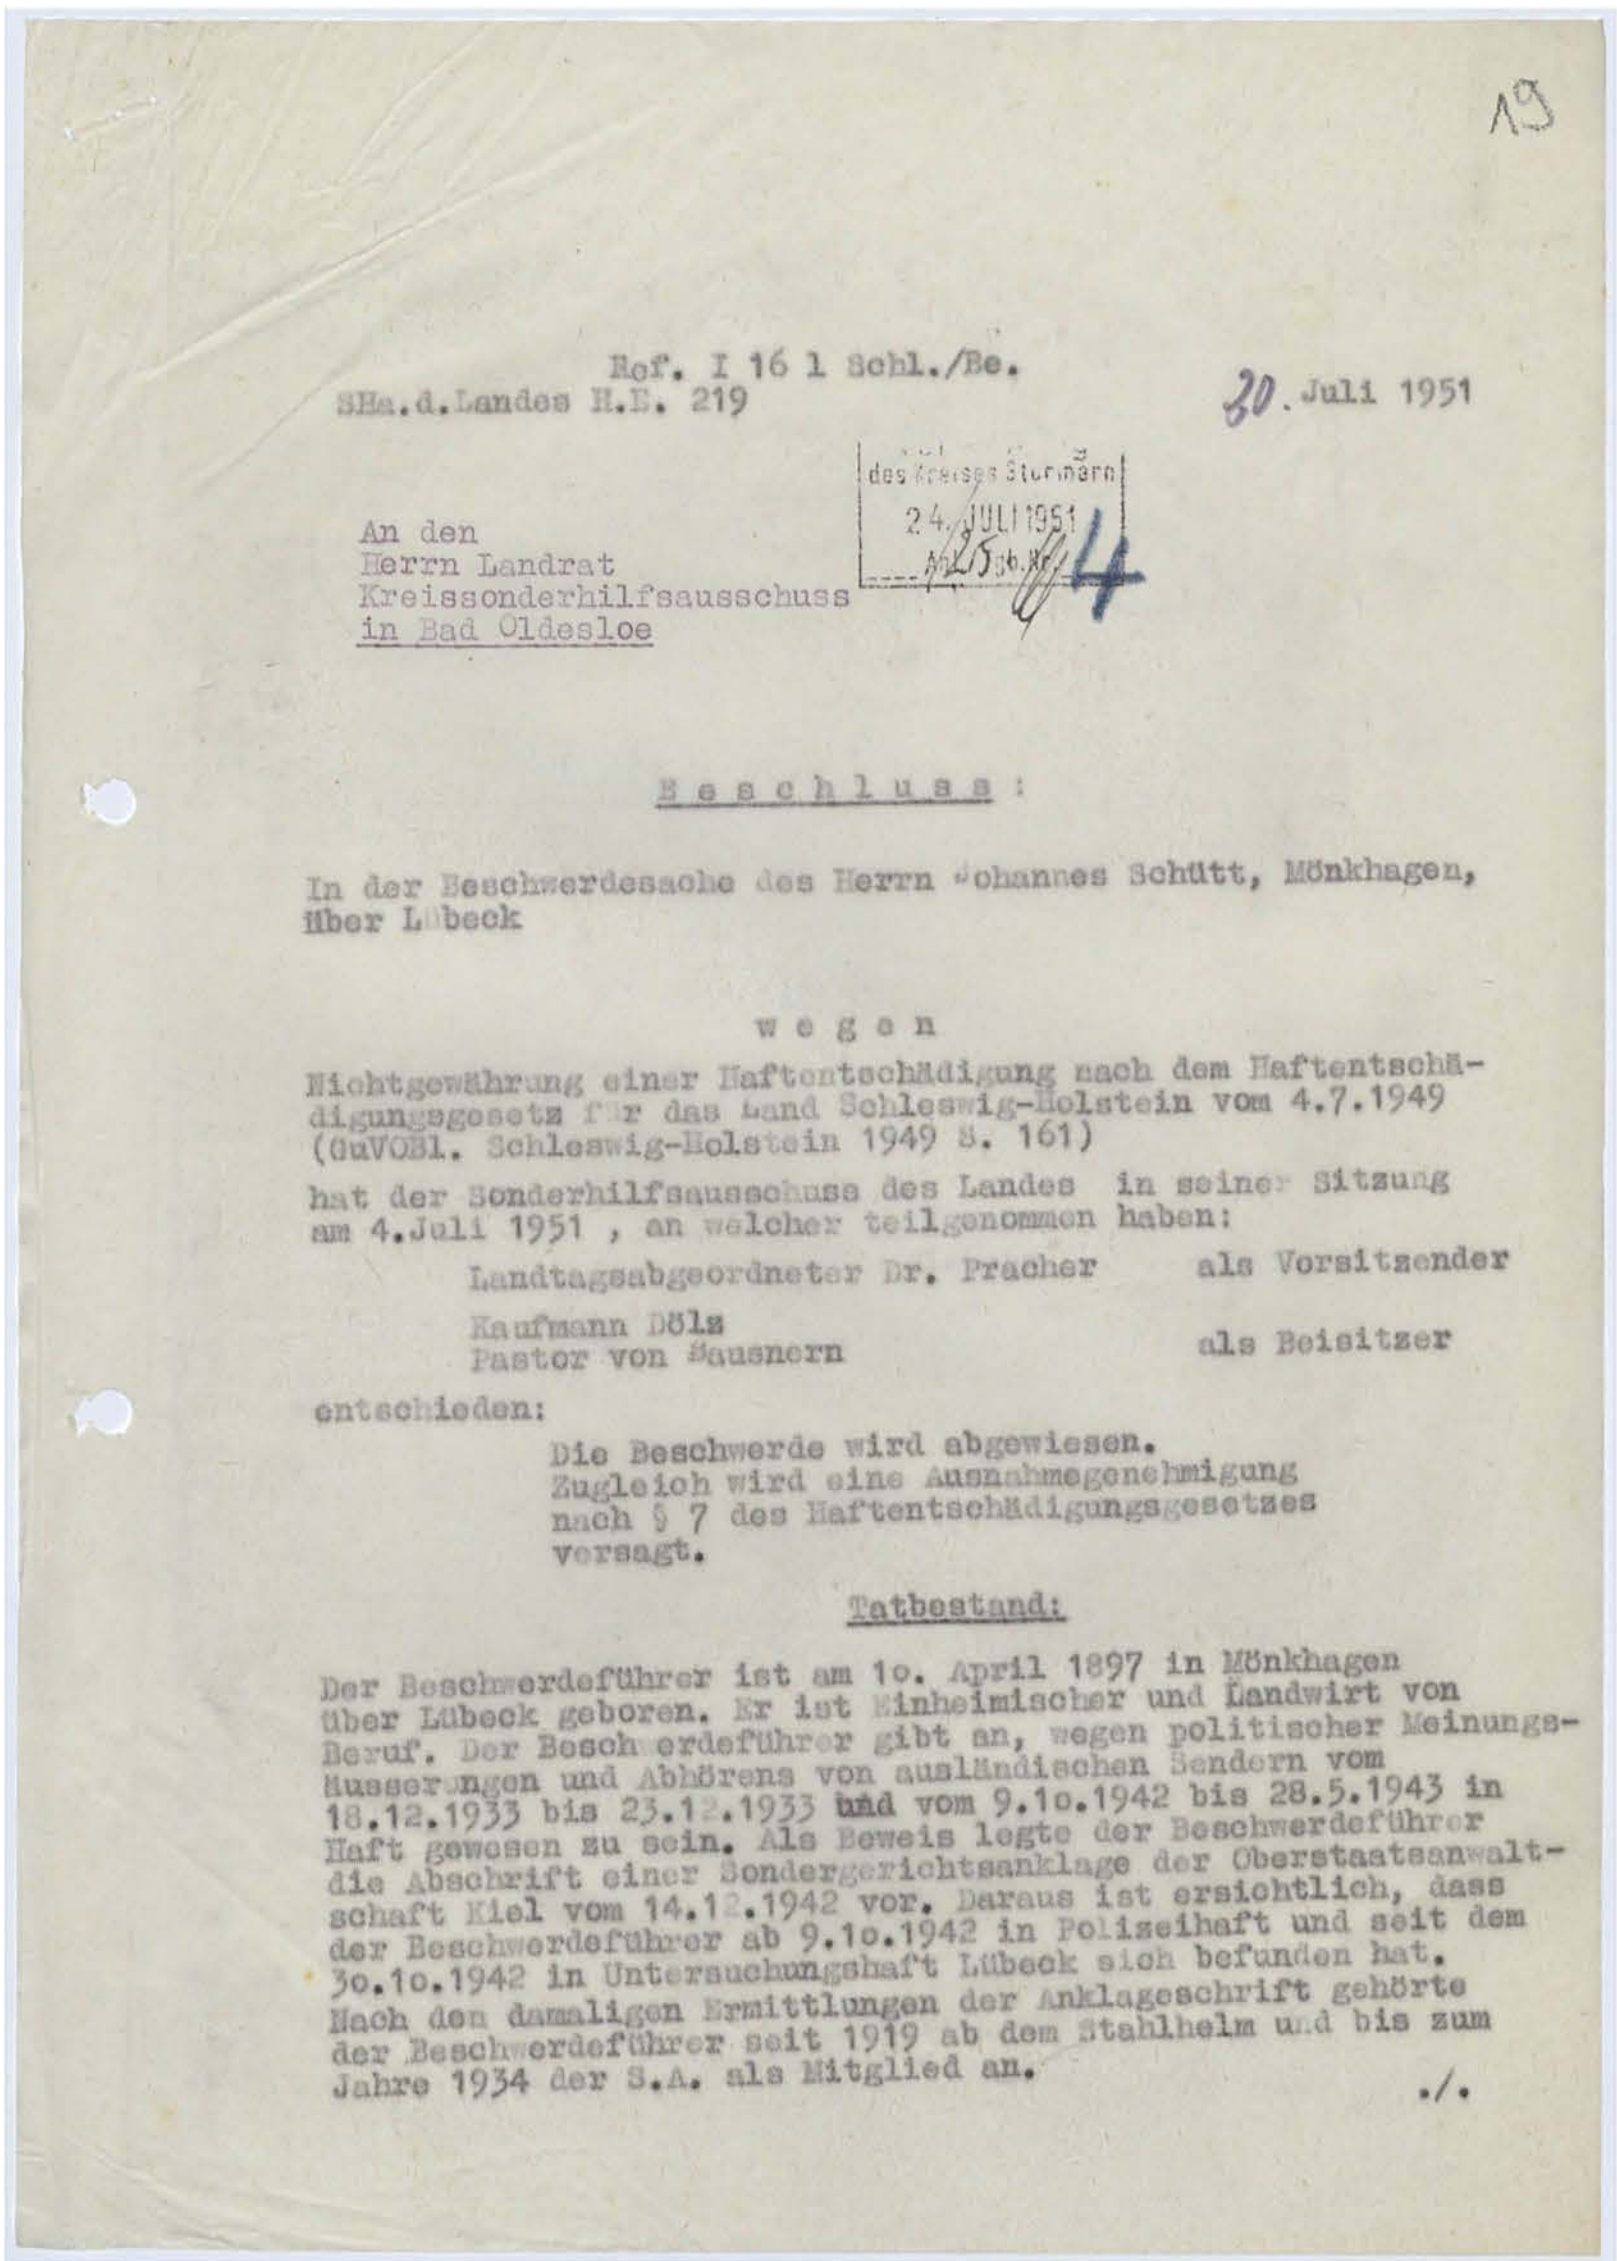 19
Ref. I 16 l Schl./Be.
SHa.d.Landes H.E. 219
20. Juli 1951
des Kreises Stormarn
24. JULI 1951
4
An den
Herrn Landrat
Kreissonderhilfsausschuss
in Bad Oldesloe
B e s c h l u s s :
In der Beschwerdesache des Herrn Johannes Schütt, Mönkhagen,
über Lübeck
w e g e n
Nichtgewährung einer Haftentschädigung nach dem Haftentschä-
digungsgesetz für das Land Schleswig-Holstein vom 4.7.1949
(GuVOBl. Schleswig-Holstein 1949 S. 161)
hat der Sonderhilfsausschuss des Landes in seiner Sitzung
am 4.Juli 1951 , an welcher teilgenommen haben:
Landtagsabgeordneter Dr. Pracher als Vorsitzender
Kaufmann Dölz
Pastor von Bausnern als Beisitzer
entschieden:
Die Beschwerde wird abgewiesen.
Zugleich wird eine Ausnahmegenehmigung
nach § 7 des Haftentschädigungsgesetzes
versagt.
Tatbestand:
Der Beschwerdeführer ist am 1o. April 1897 in Mönkhagen
über Lübeck geboren. Er ist Einheimischer und Landwirt von
Beruf. Der Beschwerdeführer gibt an, wegen politischer Meinungs-
äusserungen und Abhörens von ausländischen Sendern vom
18.12.1933 bis 23.12.1933 und vom 9.1o.1942 bis 28.5.1943 in
Haft gewesen zu sein. Als Beweis legte der Beschwerdeführer
die Abschrift einer Sondergerichtsanklage der Oberstaatsanwalt-
schaft Kiel vom 14.12.1942 vor. Daraus ist ersichtlich, dass
der Beschwerdeführer ab 9.1o.1942 in Polizeihaft und seit dem
3o.1o.1942 in Untersuchungshaft Lübeck sich befunden hat.
Nach den damaligen Ermittlungen der Anklageschrift gehörte
der Beschwerdeführer seit 1919 ab dem Stahlhelm und bis zum
Jahre 1934 der S.A. als Mitglied an.
./.